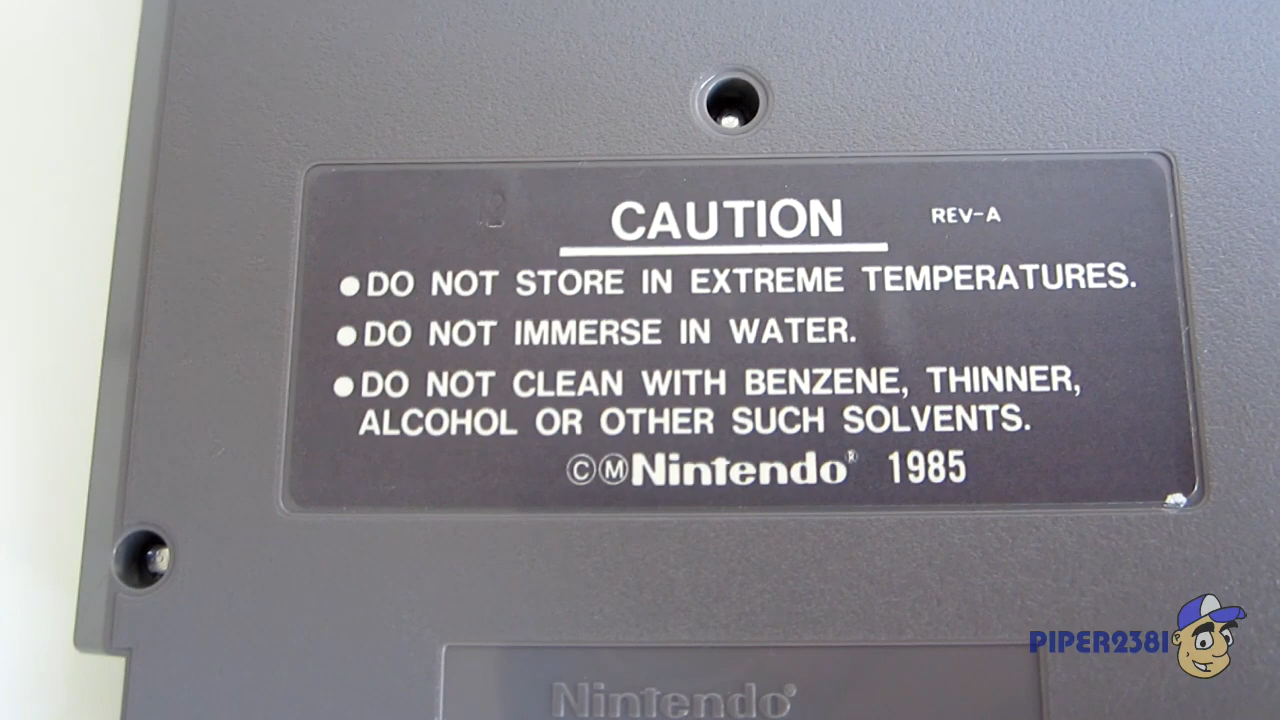 CAUTION REV-A
●DO NOT STORE IN EXTREME TEMPERATURES.
●DO NOT IMMERSE IN WATER.
●DO NOT CLEAN WITH BENZENE, THINNER,
ALCOHOL OR OTHER SUCH SOLVENTS.
ⒸⓂNintendo® 1985
PIPER2381
Nintendo®